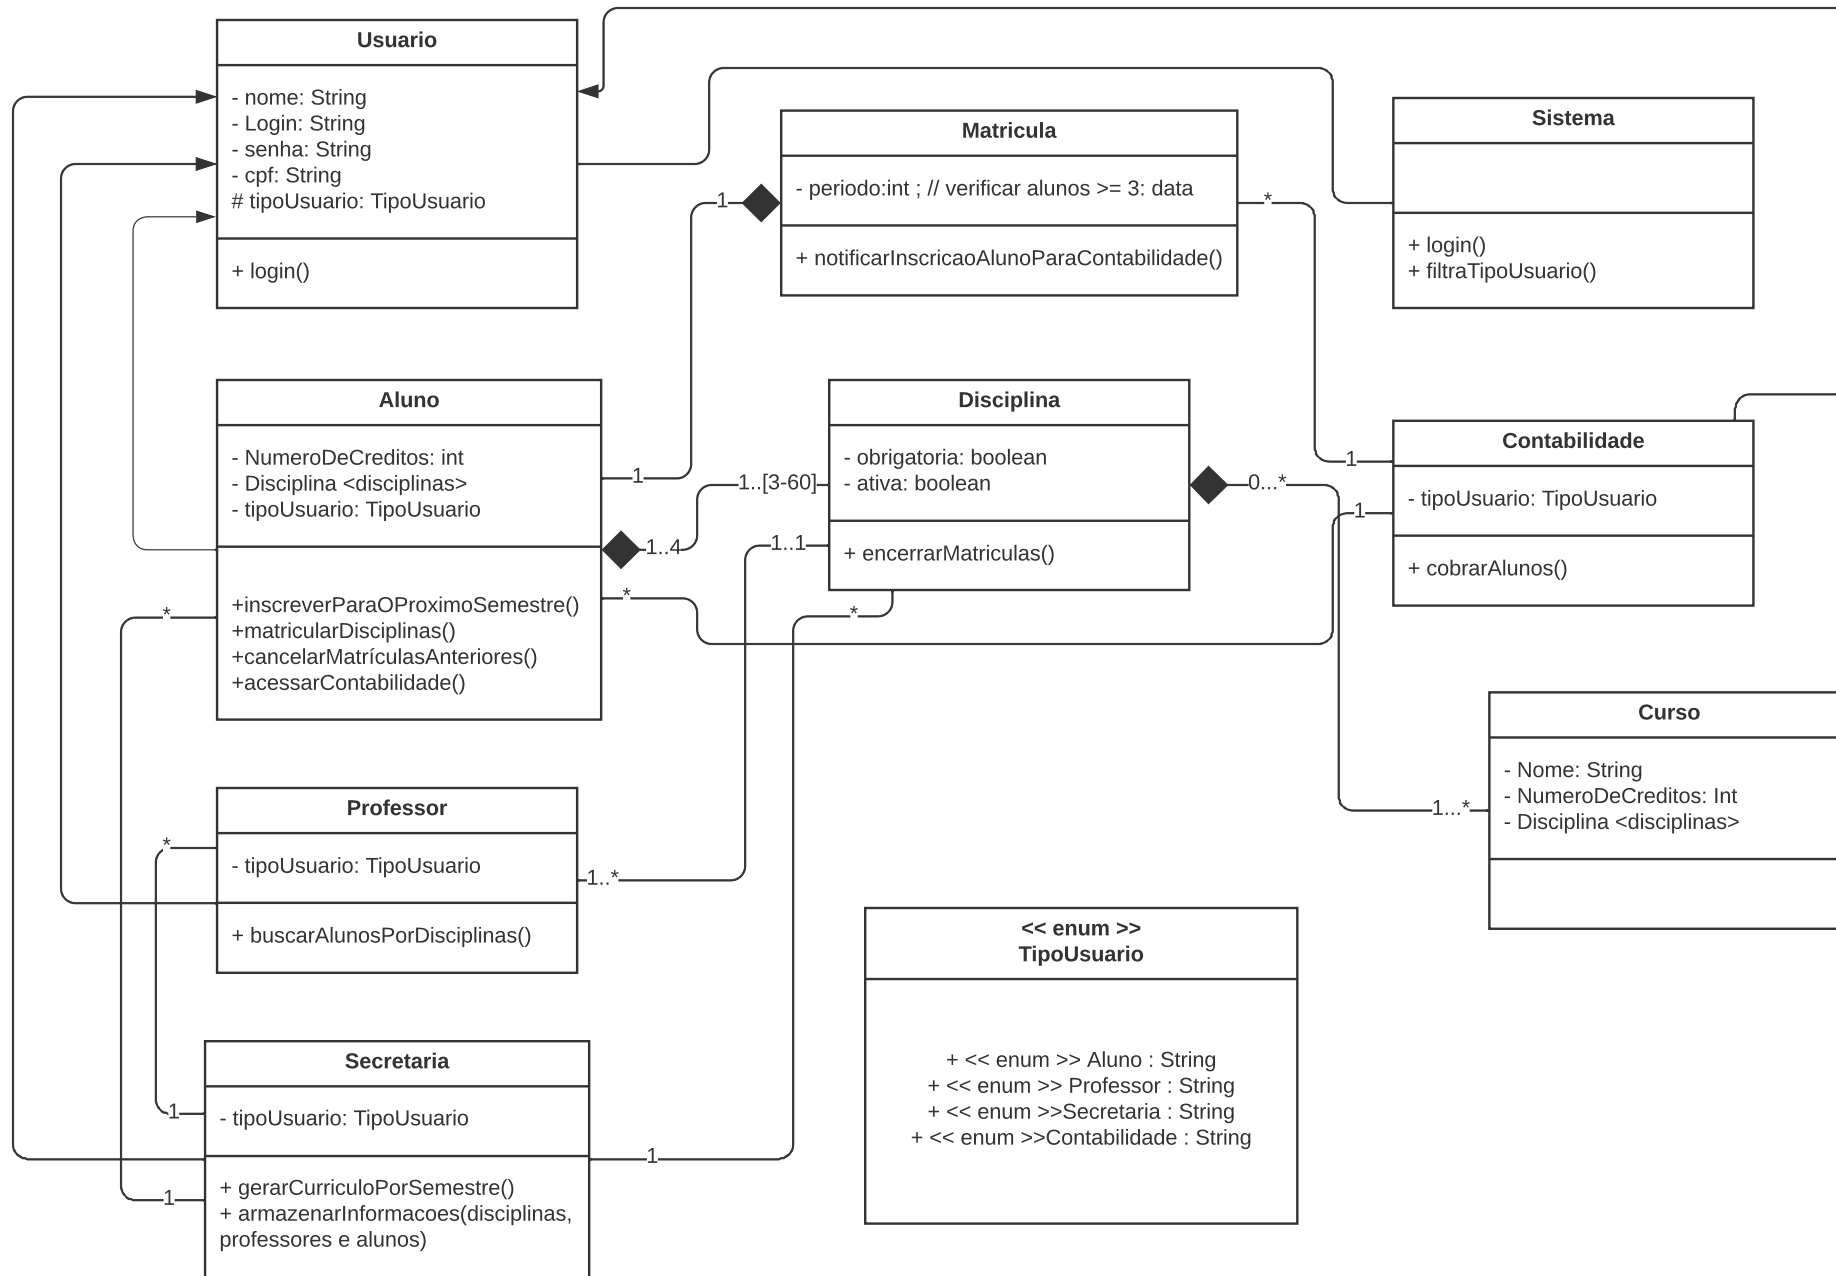 Usuario
- nome: String
- Login: String
- senha: String
- cpf: String
# tipoUsuario: TipoUsuario
+ login()
Matricula
- periodo:int ; // verificar alunos >= 3: data
+ notificarInscricaoAlunoParaContabilidade()
1
*
Sistema
+ login()
+ filtraTipoUsuario()
Aluno
- NumeroDeCreditos: int
- Disciplina <disciplinas>
- tipoUsuario: TipoUsuario
+inscreverParaOProximoSemestre()
+matricularDisciplinas()
+cancelarMatrículasAnteriores()
+acessarContabilidade()
1
1..4
*
*
Disciplina
- obrigatoria: boolean
- ativa: boolean
+ encerrarMatriculas()
1..[3-60]
1..1
*
0...*
Contabilidade
- tipoUsuario: TipoUsuario
+ cobrarAlunos()
1
1
Curso
- Nome: String
- NumeroDeCreditos: Int
- Disciplina <disciplinas>
1...*
Professor
- tipoUsuario: TipoUsuario
+ buscarAlunosPorDisciplinas()
*
1..*
<< enum >>
TipoUsuario
+ << enum >> Aluno : String
+ << enum >> Professor : String
+ << enum >>Secretaria : String
+ << enum >>Contabilidade : String
Secretaria
- tipoUsuario: TipoUsuario
+ gerarCurriculoPorSemestre()
+ armazenarInformacoes(disciplinas,
professores e alunos)
1
1
1